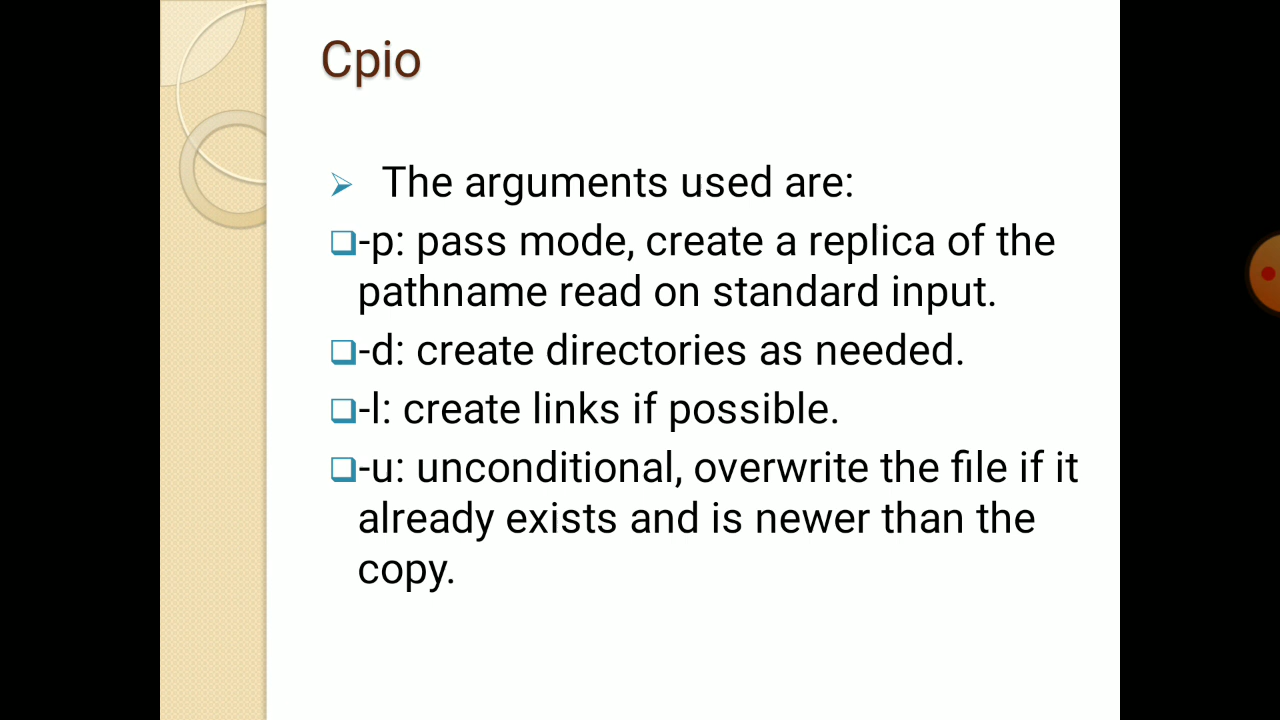 Cpio
The arguments used are:
-p: pass mode, create a replica of the
pathname read on standard input.
-d: create directories as needed.
-l: create links if possible.
-u: unconditional, overwrite the file if it
already exists and is newer than the
copy.